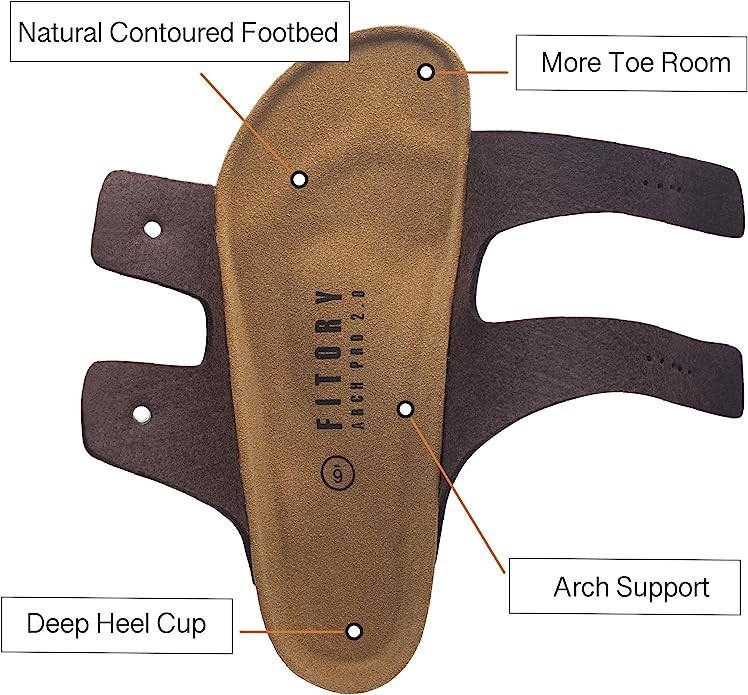 Natural Contoured Footbed
More Toe Room
FITORY
ARCH PRO 2.0
9
Arch Support
Deep Heel Cup